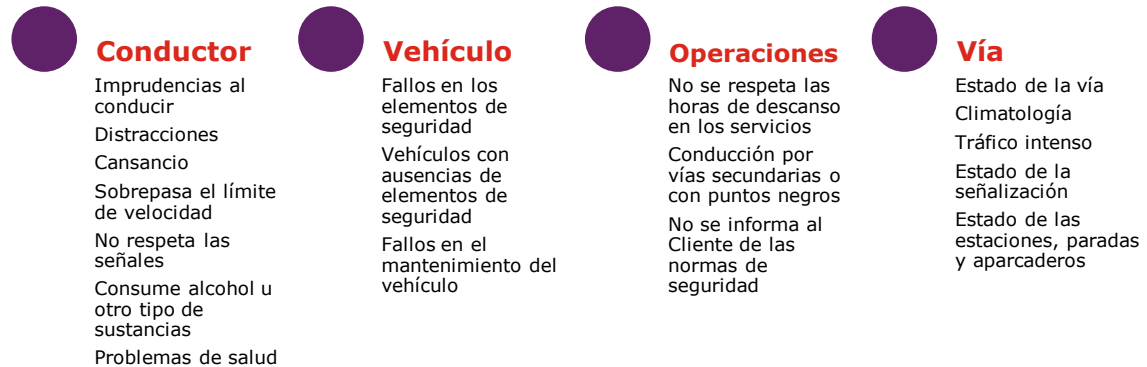 Conductor
Imprudencias al
conducir
Distracciones
Cansancio
Sobrepasa el límite
de velocidad
No respeta las
señales
Consume alcohol u
otro tipo de
sustancias
Problemas de salud
Vehículo
Fallos en los
elementos de
seguridad
Vehículos con
ausencias de
elementos de
seguridad
Fallos en el
mantenimiento del
vehículo
Operaciones
No se respeta las
horas de descanso
en los servicios
Conducción por
vías secundarias o
con puntos negros
No se informa al
Cliente de las
normas de
seguridad
Vía
Estado de la vía
Climatología
Tráfico intenso
Estado de la
señalización
Estado de las
estaciones, paradas
y aparcaderos